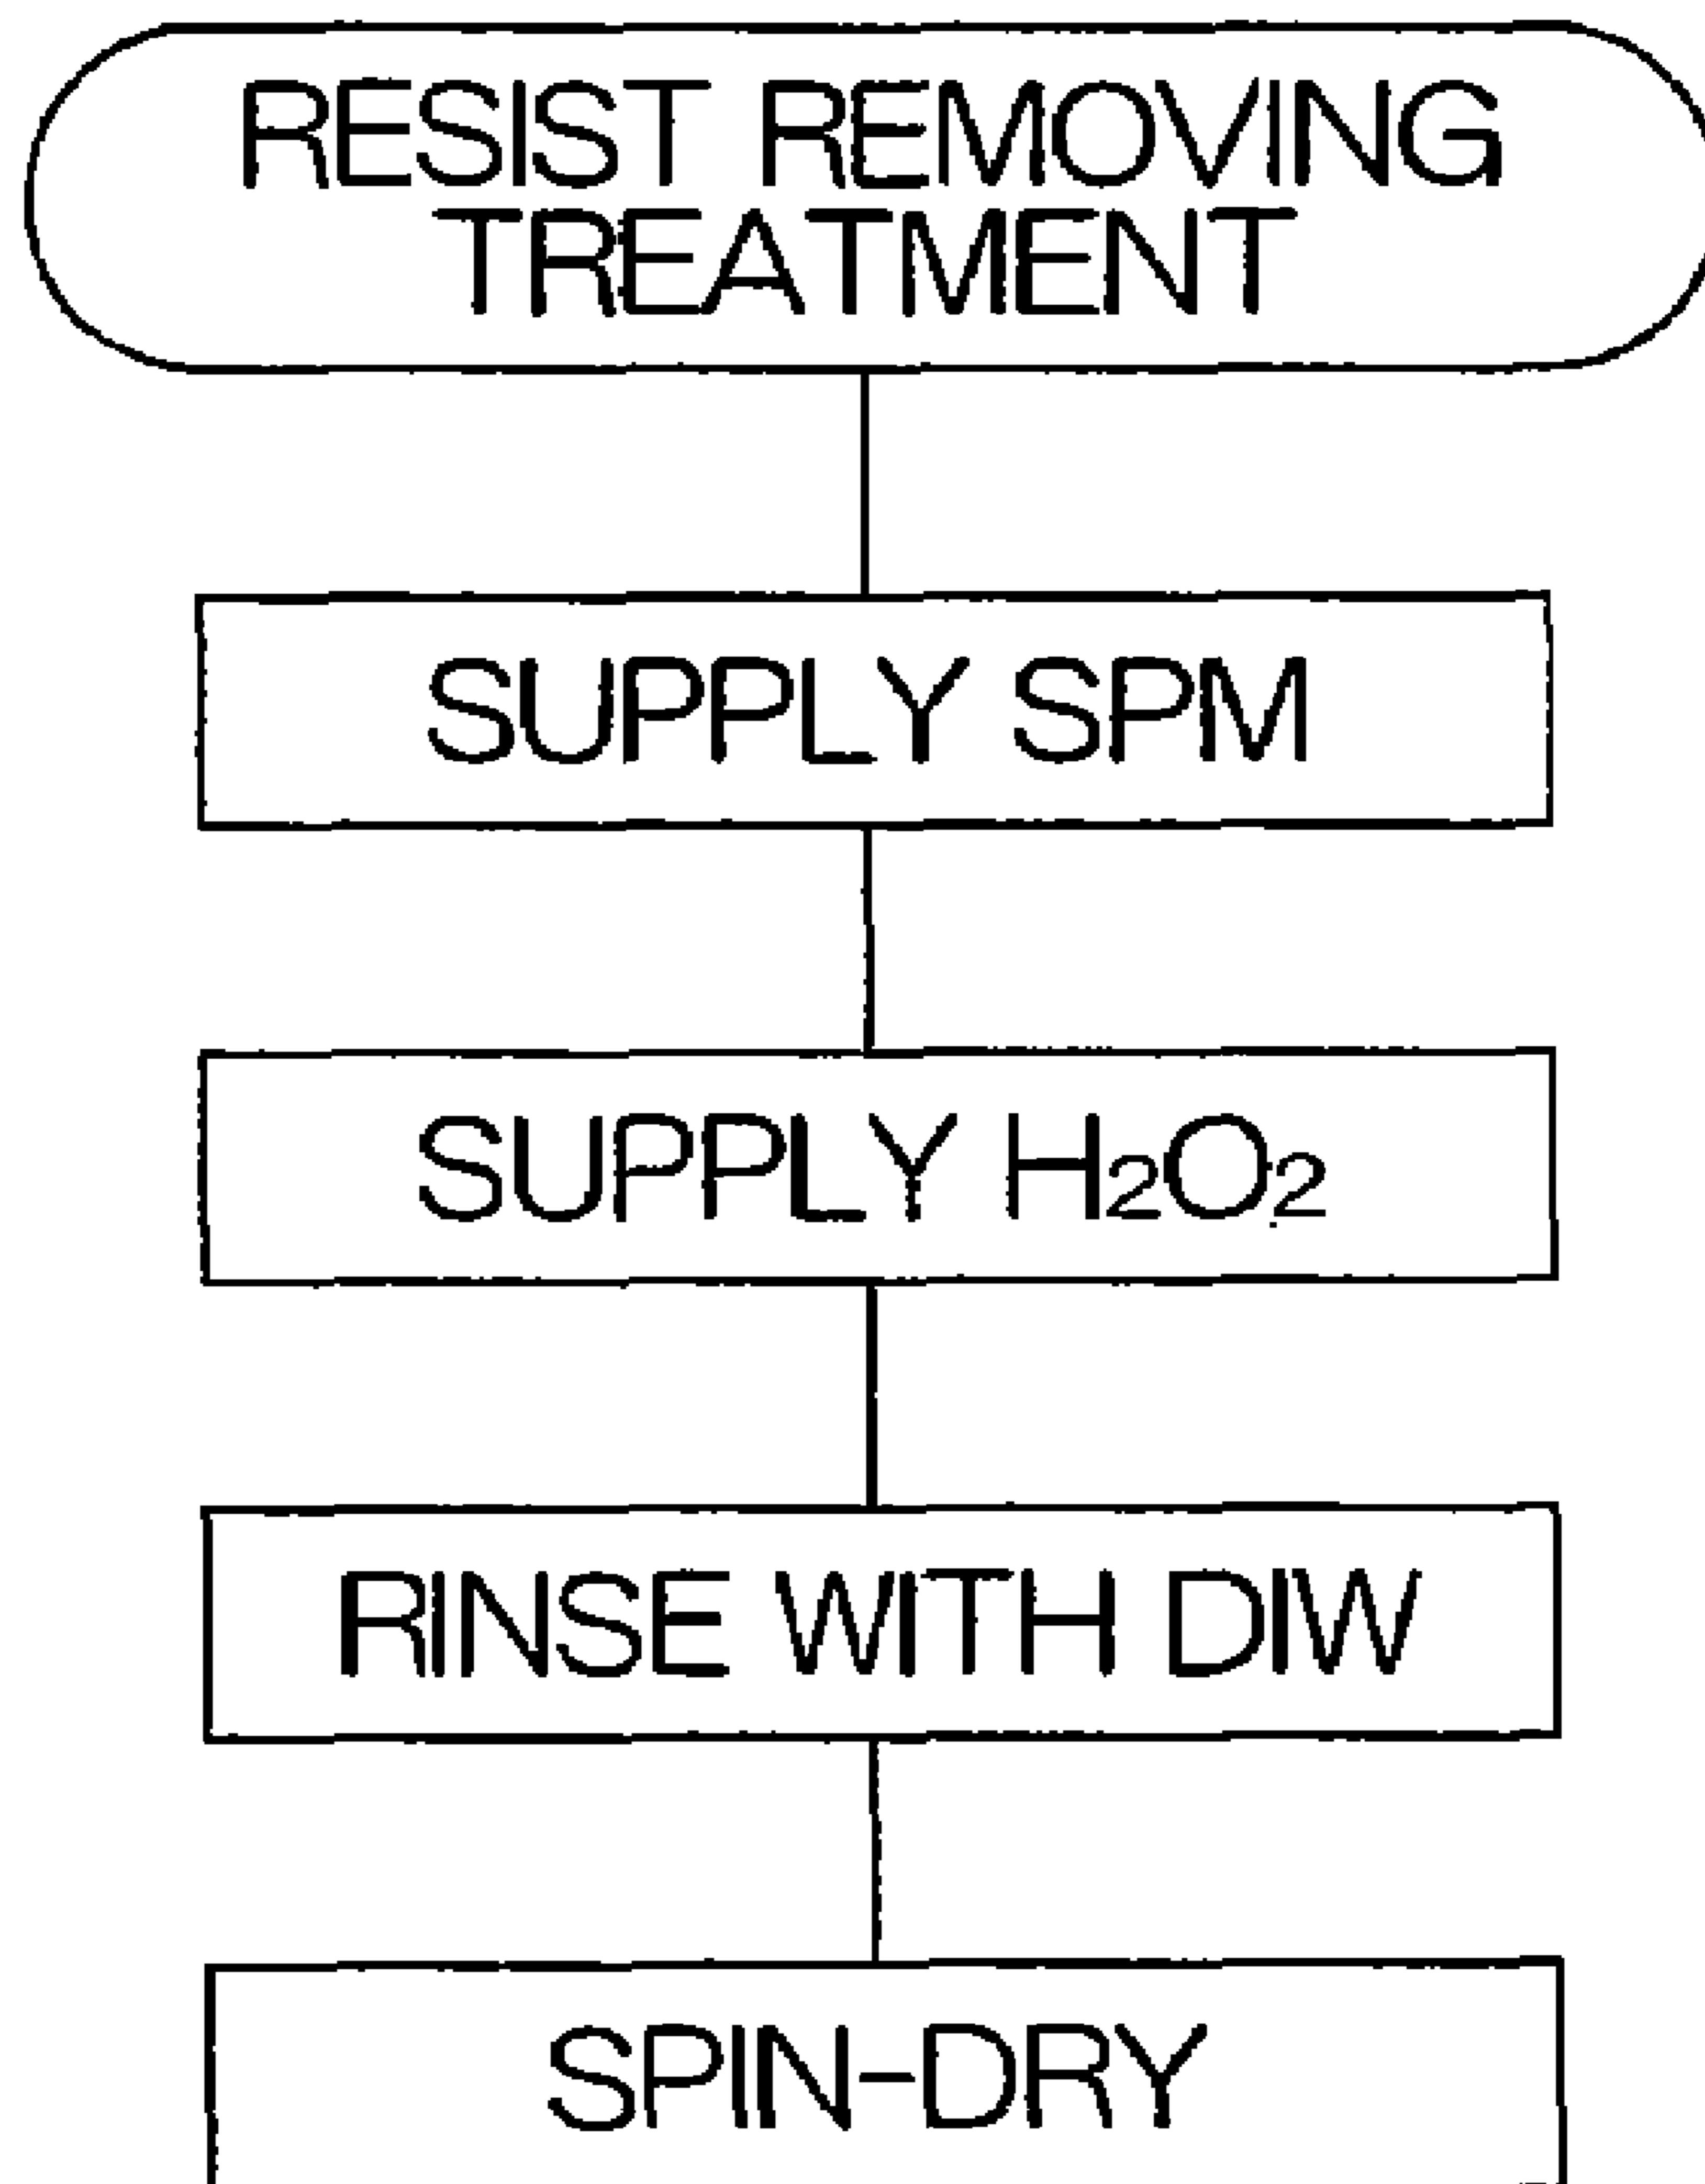 RESIST REMOVING
TREATMENT
SUPPLY SPM
SUPPLY H₂O₂
RINSE WITH DIW
SPIN-DRY